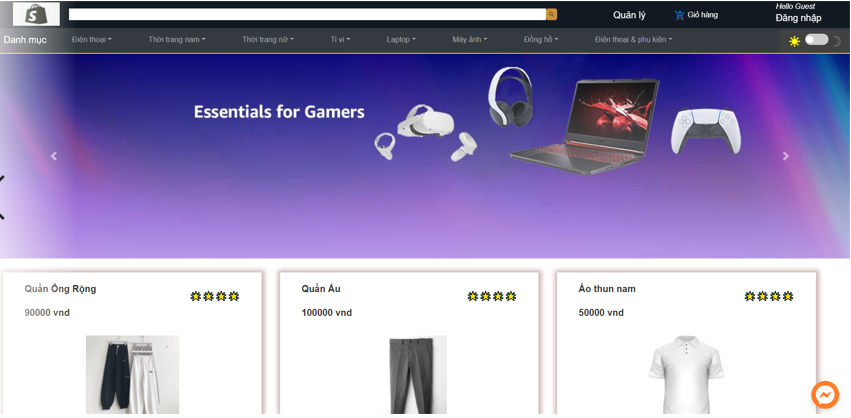 S
Quản lý
Giỏ hàng
Hello Guest
Đăng nhập
Danh mục
Điện thoại
Thời trang nam
Thời trang nữ
Ti vi
Laptop
Máy ảnh
Đồng hồ
Điện thoại & phụ kiện
Essentials for Gamers
Quần Ống Rộng
90000 vnd
Quần Âu
100000 vnd
Áo thun nam
50000 vnd